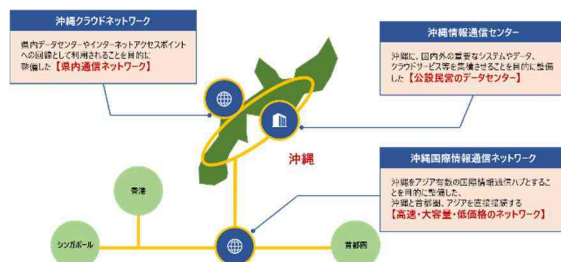 沖縄クラウドネットワーク
県内データセンターやインターネットアクセスポイント
への回線として利用されることを目的に
整備した【県内通信ネットワーク】
沖縄情報通信センター
沖縄に、国内外の重要なシステムやデータ、
クラウドサービス等を集積させることを目的に整備
した【公設民営のデータセンター】
沖縄
沖縄国際情報通信ネットワーク
沖縄をアジア有数の国際情報通信ハブとすること
を目的に整備した、
沖縄と首都圏、アジアを直接接続する
【高速・大容量・低価格のネットワーク】
香港
シンガポール
首都圏